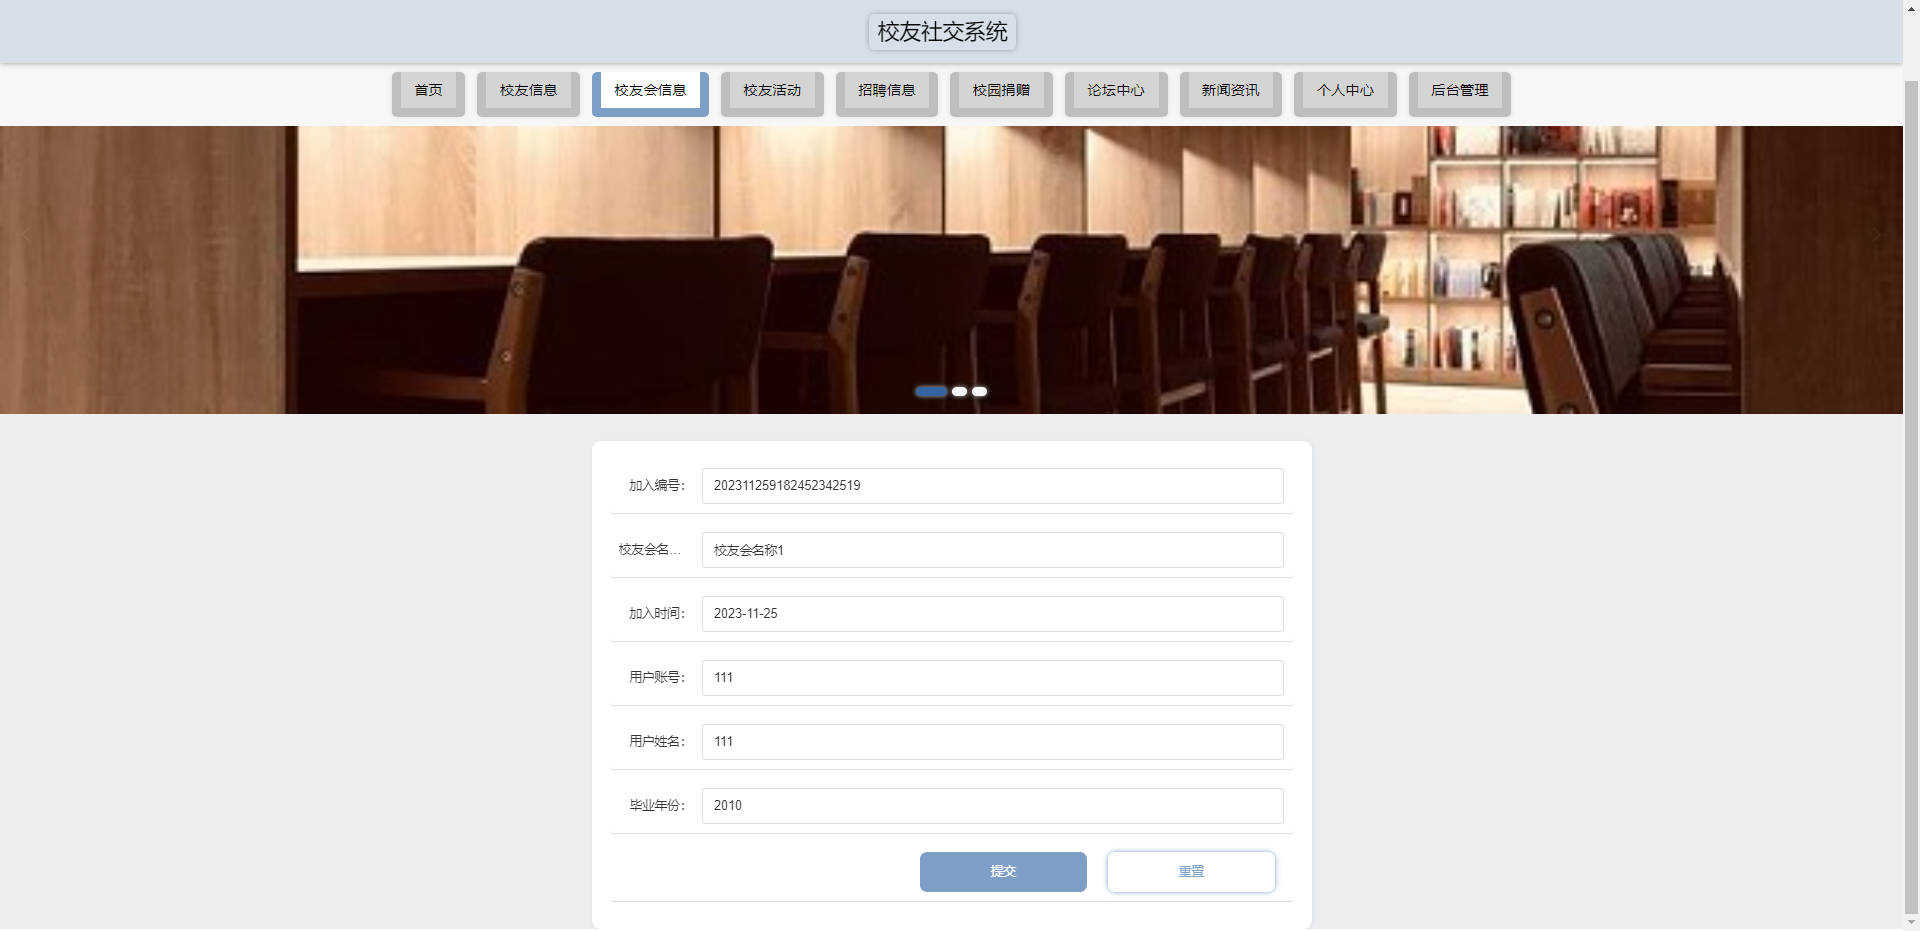 校友社交系统
首页 校友信息 校友会信息 校友活动 招聘信息 校园捐赠 论坛中心 新闻资讯 个人中心 后台管理
加入编号： 202311259182452342519
校友会名... 校友会名称1
加入时间： 2023-11-25
用户账号： 111
用户姓名： 111
毕业年份： 2010
提交 重置